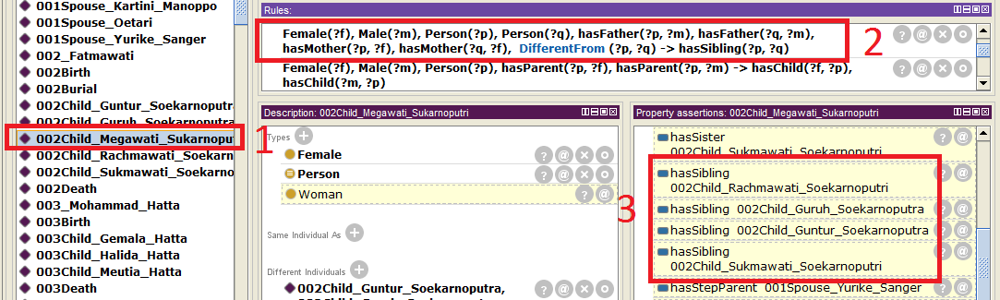 001Spouse_Kartini_Manoppo
001Spouse_Oetari
001Spouse_Yurike_Sanger
002_Fatmawati
002Birth
002Burial
002Child_Guntur_Soekarnoputra
002Child_Guruh_Soekarnoputra
002Child_Megawati_Sukarnoput
002Child_Rachmawati_Soekarno
002Child_Sukmawati_Soekarno
002Death
003_Mohammad_Hatta
003Birth
003Child_Gemala_Hatta
003Child_Halida_Hatta
003Child_Meutia_Hatta
003Death
1
Rules:
Female(?f), Male(?m), Person(?p), Person(?q), hasFather(?p, ?m), hasFather(?q, ?m),
hasMother(?p, ?f), hasMother(?q, ?f), DifferentFrom (?p, ?q) -> hasSibling(?p, ?q)
Female(?f), Male(?m), Person(?p), hasParent(?p, ?f), hasParent(?p, ?m) -> hasChild(?f, ?p),
hasChild(?m, ?p)
2
Description: 002Child_Megawati_Sukarnoputri
Types
Female
Person
Woman
Same Individual As
Different Individuals
002Child_Guntur_Soekarnoputra,
Property assertions: 002Child_Megawati_Sukarnoputri
hasSister
002Child_Sukmawati_Soekarnoputri
hasSibling
002Child_Rachmawati_Soekarnoputri
hasSibling 002Child_Guruh_Soekarnoputra
hasSibling 002Child_Guntur_Soekarnoputra
hasSibling
002Child_Sukmawati_Soekarnoputri
hasStepParent 001Spouse_Yurike_Sanger
3